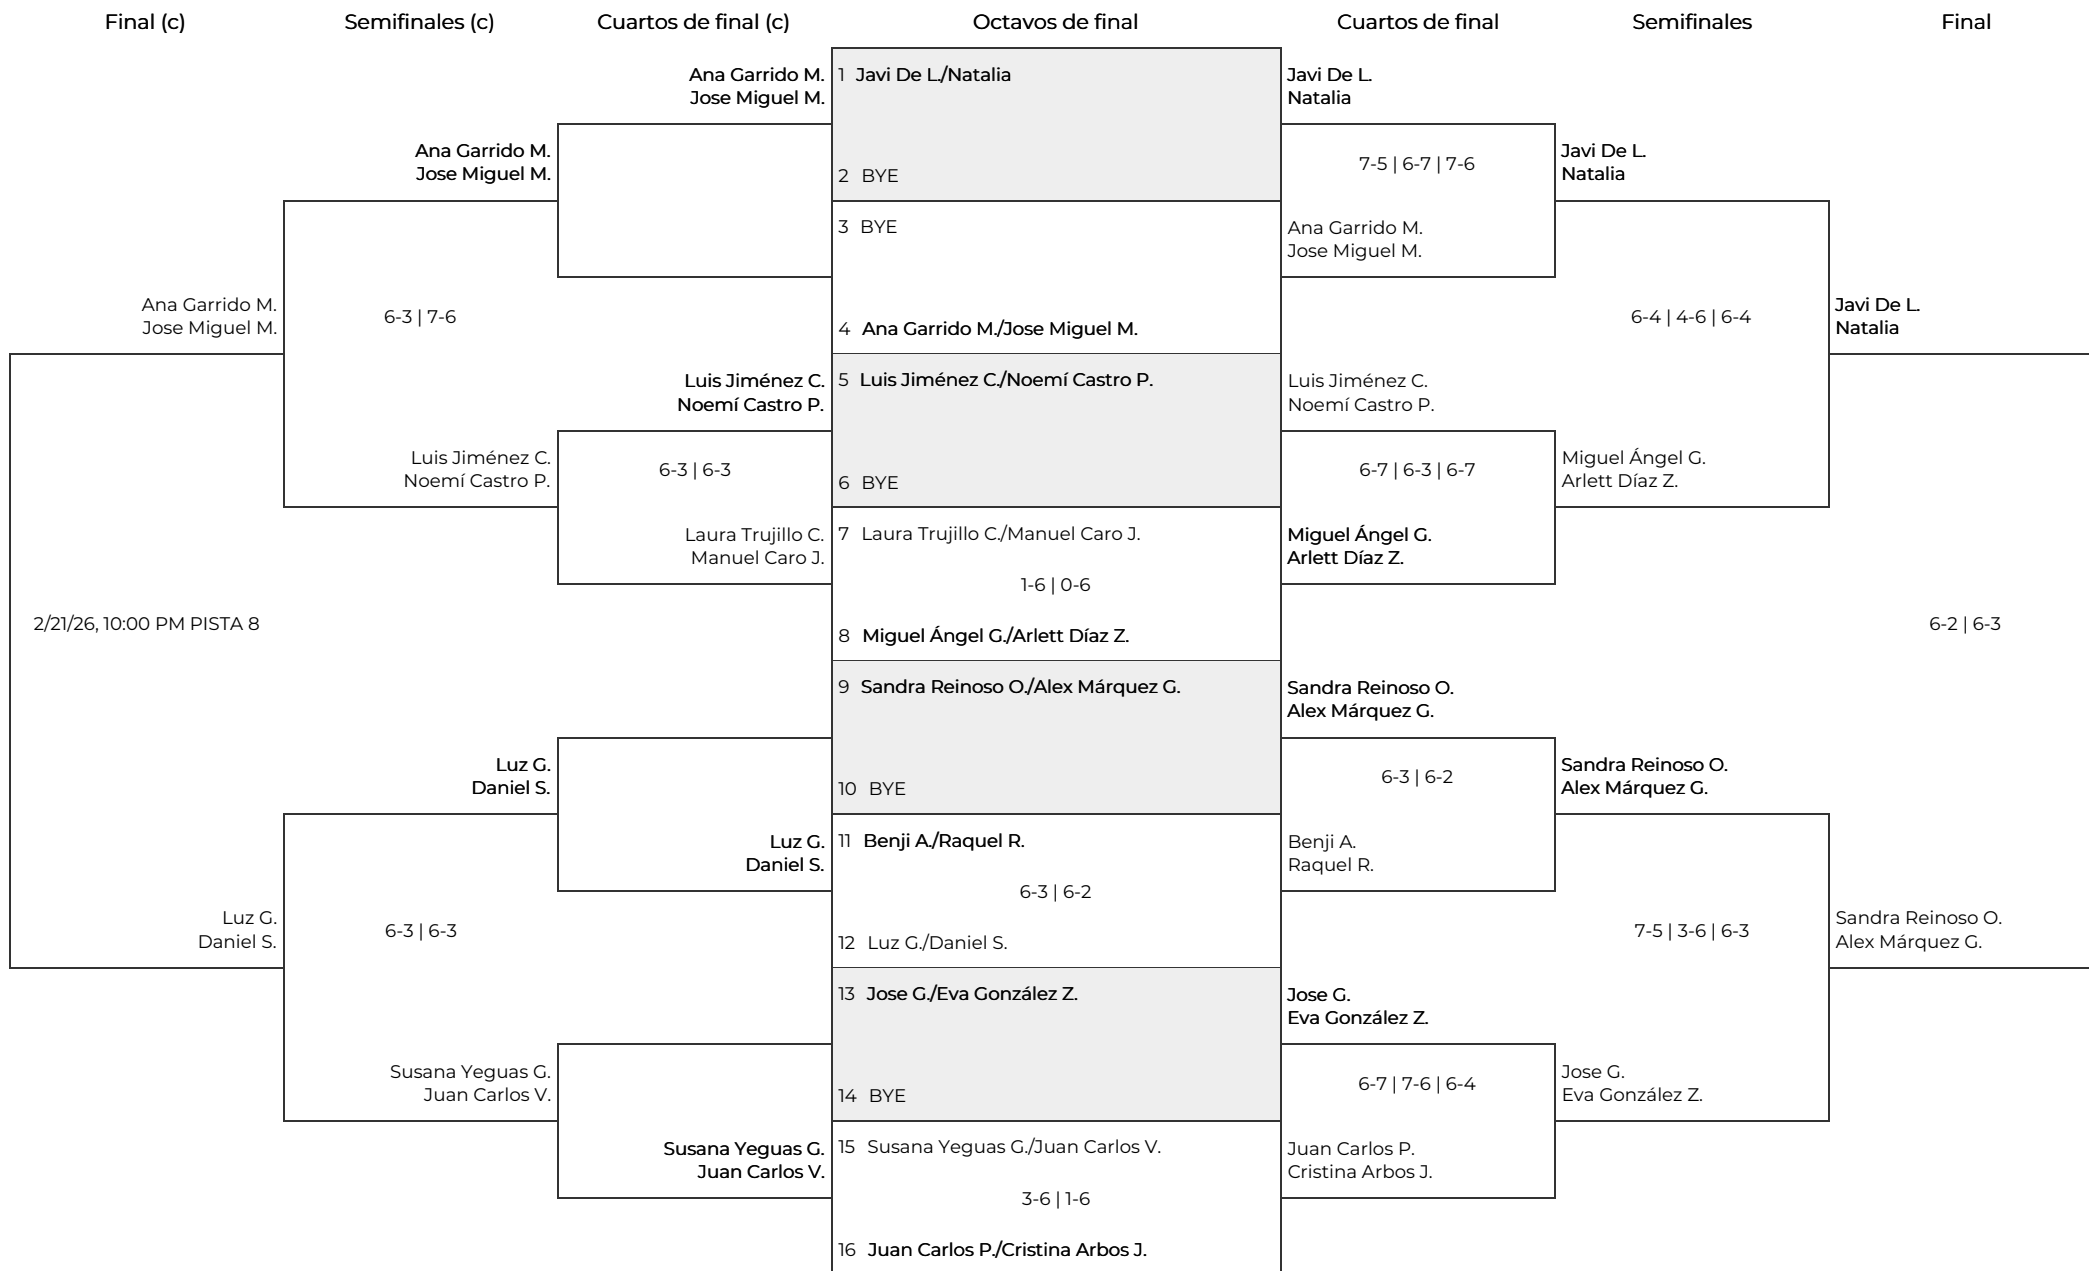 Final (c)
Semifinales (c)
Cuartos de final (c)
Octavos de final
Cuartos de final
Semifinales
Final
Ana Garrido M.
Jose Miguel M.
1 Javi De L./Natalia
Javi De L.
Natalia
Ana Garrido M.
Jose Miguel M.
7-5 | 6-7 | 7-6
Javi De L.
Natalia
2 BYE
3 BYE
Ana Garrido M.
Jose Miguel M.
Ana Garrido M.
Jose Miguel M.
6-3 | 7-6
4 Ana Garrido M./Jose Miguel M.
6-4 | 4-6 | 6-4
Javi De L.
Natalia
Luis Jiménez C.
Noemí Castro P.
5 Luis Jiménez C./Noemí Castro P.
Luis Jiménez C.
Noemí Castro P.
Luis Jiménez C.
Noemí Castro P.
6-3 | 6-3
6 BYE
6-7 | 6-3 | 6-7
Miguel Ángel G.
Arlett Díaz Z.
Laura Trujillo C.
Manuel Caro J.
7 Laura Trujillo C./Manuel Caro J.
1-6 | 0-6
Miguel Ángel G.
Arlett Díaz Z.
2/21/26, 10:00 PM PISTA 8
8 Miguel Ángel G./Arlett Díaz Z.
6-2 | 6-3
9 Sandra Reinoso O./Alex Márquez G.
Sandra Reinoso O.
Alex Márquez G.
Luz G.
Daniel S.
10 BYE
6-3 | 6-2
Sandra Reinoso O.
Alex Márquez G.
Luz G.
Daniel S.
11 Benji A./Raquel R.
6-3 | 6-2
Benji A.
Raquel R.
Luz G.
Daniel S.
6-3 | 6-3
12 Luz G./Daniel S.
7-5 | 3-6 | 6-3
Sandra Reinoso O.
Alex Márquez G.
13 Jose G./Eva González Z.
Jose G.
Eva González Z.
Susana Yeguas G.
Juan Carlos V.
14 BYE
6-7 | 7-6 | 6-4
Jose G.
Eva González Z.
Susana Yeguas G.
Juan Carlos V.
15 Susana Yeguas G./Juan Carlos V.
3-6 | 1-6
Juan Carlos P.
Cristina Arbos J.
16 Juan Carlos P./Cristina Arbos J.